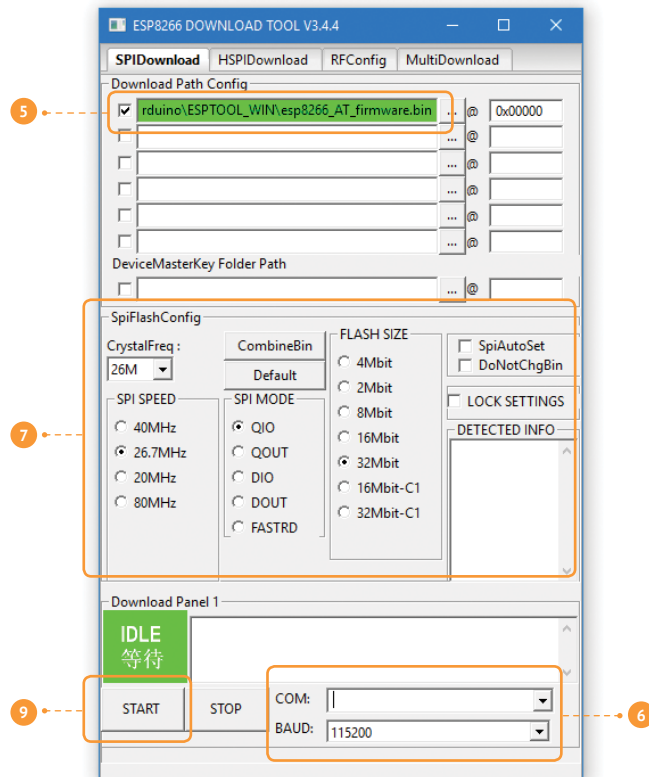 ESP8266 DOWNLOAD TOOL V3.4.4
SPIDownload HSPIDownload RFConfig MultiDownload
Download Path Config
5
rduino\ESPTOOL_WIN\esp8266_AT_firmware.bin ... @ 0x00000
... @
... @
... @
... @
... @
DeviceMasterKey Folder Path
... @
SpiFlashConfig
CrystalFreq :
26M
CombineBin
Default
SPI SPEED
40MHz
26.7MHz
20MHz
80MHz
SPI MODE
QIO
QOUT
DIO
DOUT
FASTRD
FLASH SIZE
4Mbit
2Mbit
8Mbit
16Mbit
32Mbit
16Mbit-C1
32Mbit-C1
SpiAutoSet
DoNotChgBin
LOCK SETTINGS
DETECTED INFO
7
Download Panel 1
IDLE
等待
START STOP
COM:
BAUD: 115200
9
6